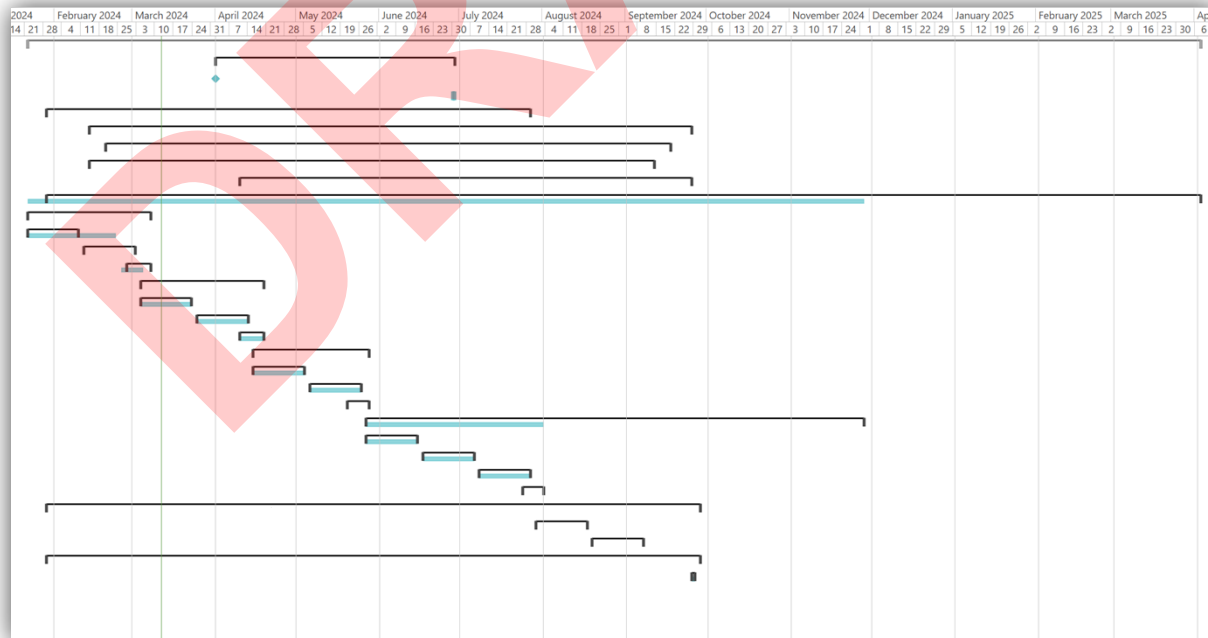 2024 February 2024 March 2024 April 2024 May 2024 June 2024 July 2024 August 2024 September 2024 October 2024 November 2024 December 2024 January 2025 February 2025 March 2025 Ap
14 21 28 4 11 18 25 3 10 17 24 31 7 14 21 28 5 12 19 26 2 9 16 23 30 7 14 21 28 4 11 18 25 1 8 15 22 29 6 13 20 27 3 10 17 24 1 8 15 22 29 5 12 19 26 2 9 16 23 2 9 16 23 30 6
DR